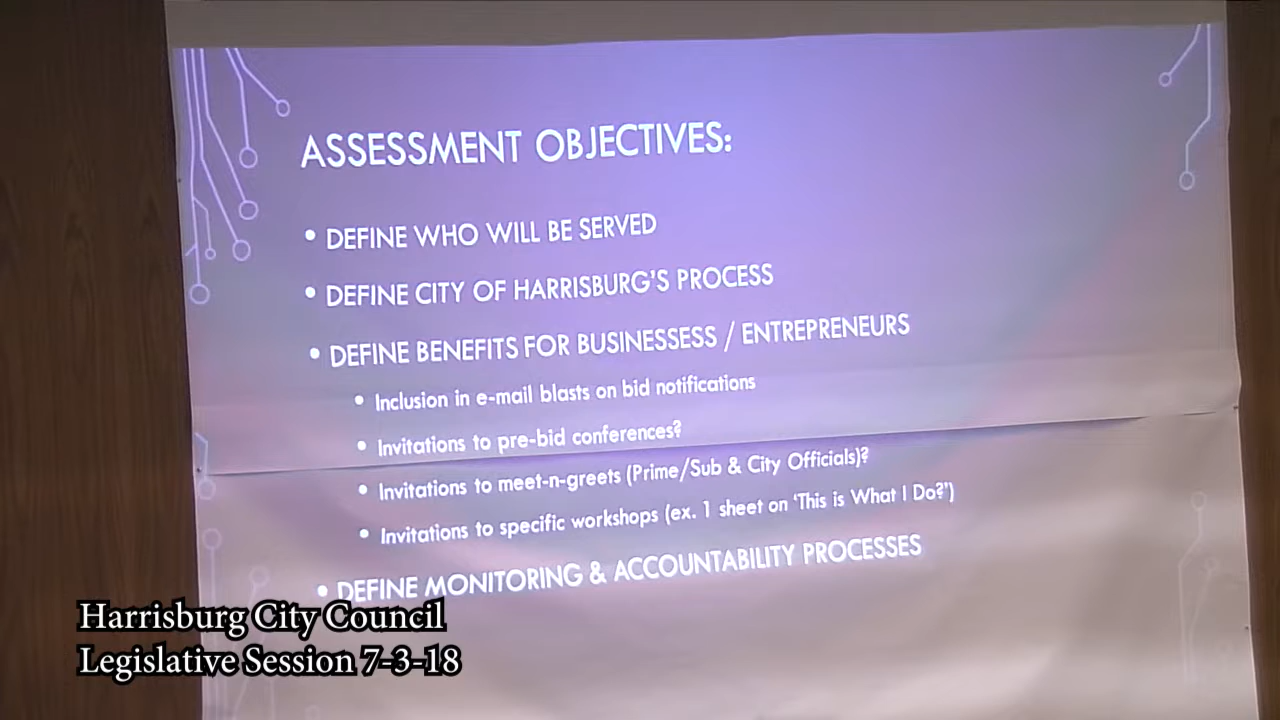 ASSESSMENT OBJECTIVES:
• DEFINE WHO WILL BE SERVED
• DEFINE CITY OF HARRISBURG'S PROCESS
• DEFINE BENEFITS FOR BUSINESSESS / ENTREPRENEURS
• Inclusion in e-mail blasts on bid notifications
• Invitations to pre-bid conferences?
• Invitations to meet-n-greets (Prime/Sub & City Officials)?
• Invitations to specific workshops (ex. 1 sheet on 'This is What I Do?')
• DEFINE MONITORING & ACCOUNTABILITY PROCESSES
Harrisburg City Council
Legislative Session 7-3-18